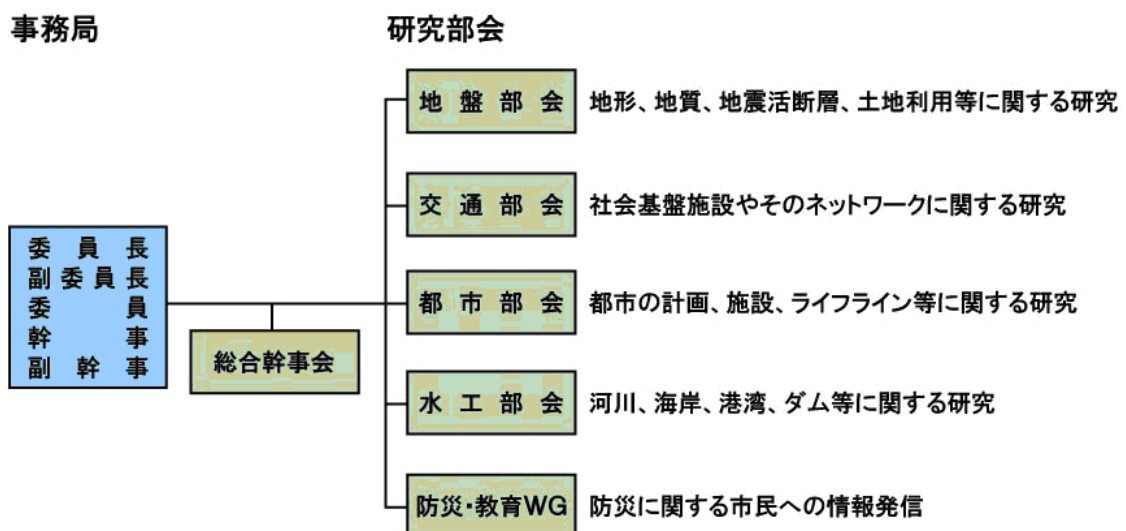 事務局
研究部会
地盤部会 地形、地質、地震活断層、土地利用等に関する研究
交通部会 社会基盤施設やそのネットワークに関する研究
委員長
副委員長
委員
幹事
副幹事
総合幹事会
都市部会 都市の計画、施設、ライフライン等に関する研究
水工部会 河川、海岸、港湾、ダム等に関する研究
防災・教育WG 防災に関する市民への情報発信